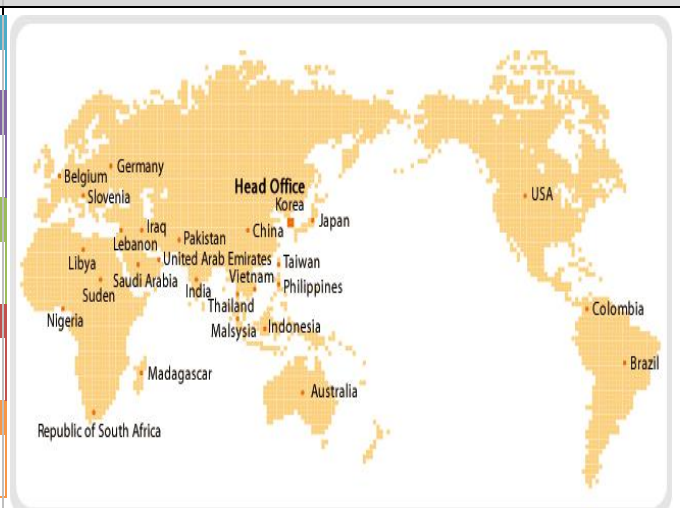 Germany
Belgium
Slovenia
Head Office
Korea
USA
Japan
Iraq
China
Pakistan
Lebanon
United Arab Emirates
Taiwan
Libya
Saudi Arabia
Vietnam
India
Philippines
Suden
Thailand
Colombia
Nigeria
Malsysia
Indonesia
Brazil
Madagascar
Australia
Republic of South Africa